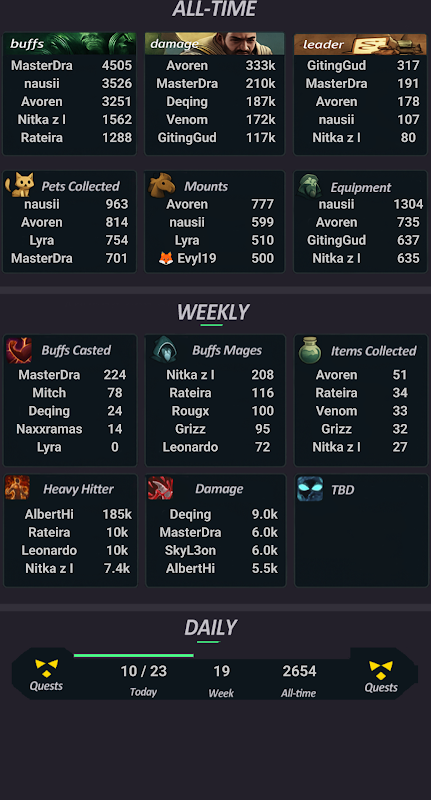 ALL-TIME
buffs
MasterDra 4505
nausii 3526
Avoren 3251
Nitka z l 1562
Rateira 1288
damage
Avoren 333k
MasterDra 210k
Deqing 187k
Venom 172k
GitingGud 117k
leader
GitingGud 317
MasterDra 191
Avoren 178
nausii 107
Nitka z l 80
Pets Collected
nausii 963
Avoren 814
Lyra 754
MasterDra 701
Mounts
Avoren 777
nausii 599
Lyra 510
🦊 Evyl19 500
Equipment
nausii 1304
Avoren 735
GitingGud 637
Nitka z l 635
WEEKLY
Buffs Casted
MasterDra 224
Mitch 78
Deqing 24
Naxxramas 14
Lyra 0
Buffs Mages
Nitka z l 208
Rateira 116
Rougx 100
Grizz 95
Leonardo 72
Items Collected
Avoren 51
Rateira 34
Venom 33
Grizz 32
Nitka z l 27
Heavy Hitter
AlbertHi 185k
Rateira 10k
Leonardo 10k
Nitka z l 7.4k
Damage
Deqing 9.0k
MasterDra 6.0k
SkyL3on 6.0k
AlbertHi 5.5k
TBD
DAILY
Quests
10 / 23
Today
19
Week
2654
All-time
Quests